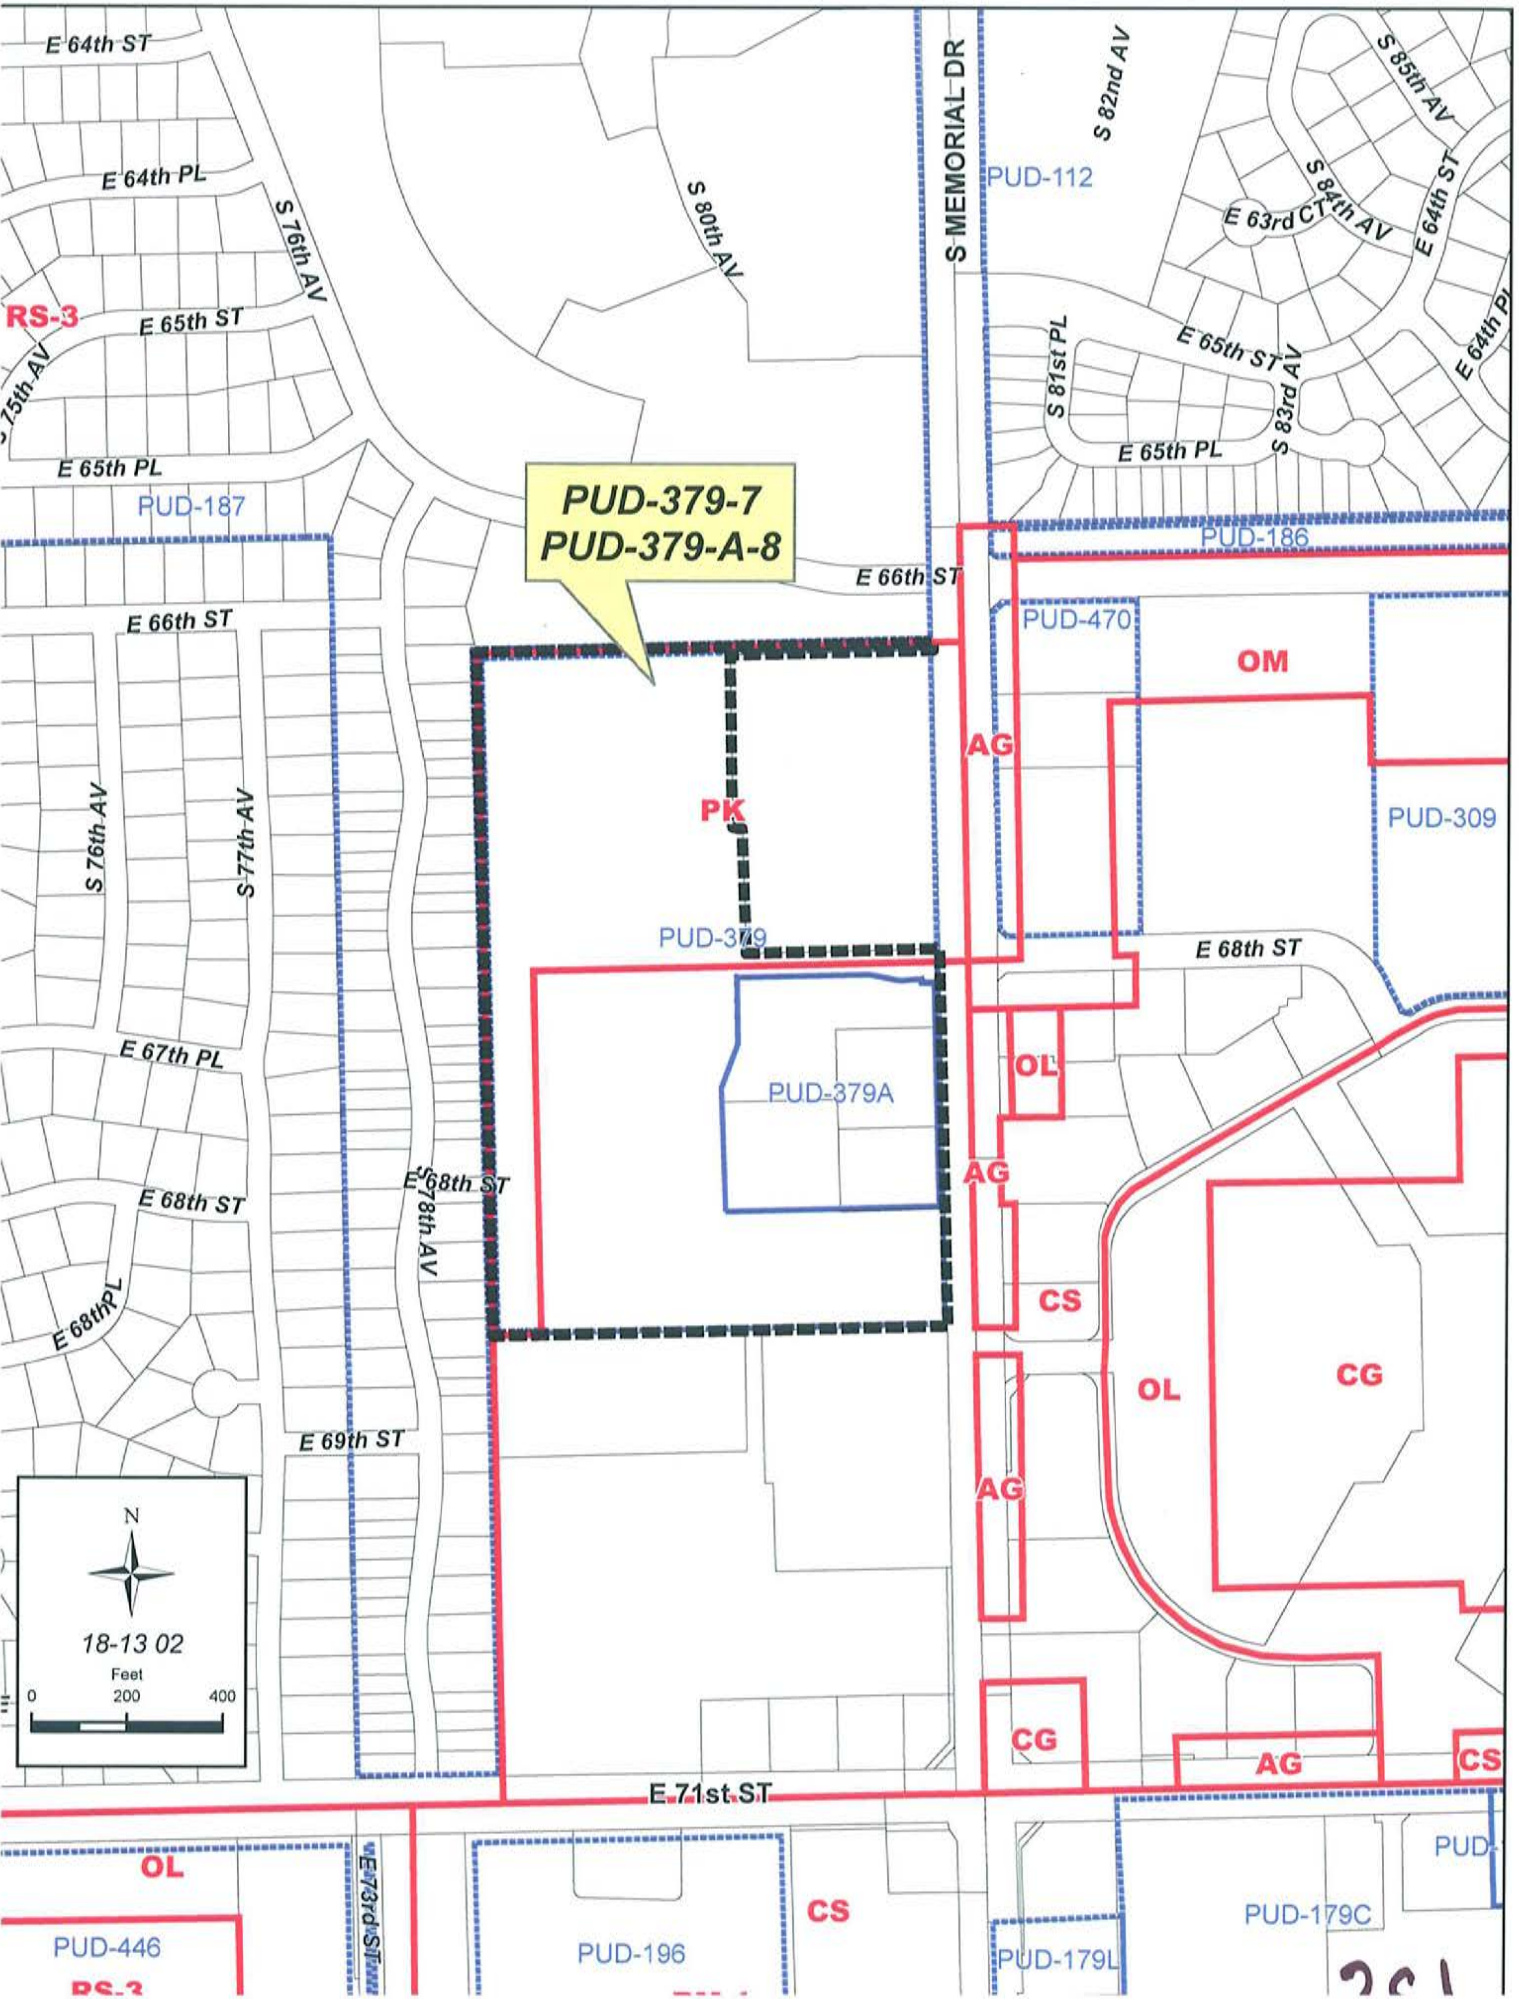 E 64th ST
S MEMORIAL DR
S 82nd AV
S 85th AV
E 64th PL
S 76th AV
S 80th AV
PUD-112
S 84th AV
E 64th ST
E 63rd CT
RS-3
E 65th ST
S 75th AV
S 81st PL
E 65th ST
S 83rd AV
E 64th PL
E 65th PL
E 65th PL
PUD-187
PUD-379-7
PUD-379-A-8
PUD-186
E 66th ST
E 66th ST
PUD-470
OM
AG
PK
S 76th AV
S 77th AV
PUD-309
PUD-379
E 68th ST
E 67th PL
OL
PUD-379A
AG
E 68th ST
S 78th AV
E 68th ST
E 68th PL
CS
OL
CG
E 69th ST
AG
N
18-13 02
Feet
0 200 400
CG
AG
CS
E 71st ST
OL
E 73rd ST
CS
PUD-
PUD-446
PUD-196
PUD-179L
PUD-179C
RS-3